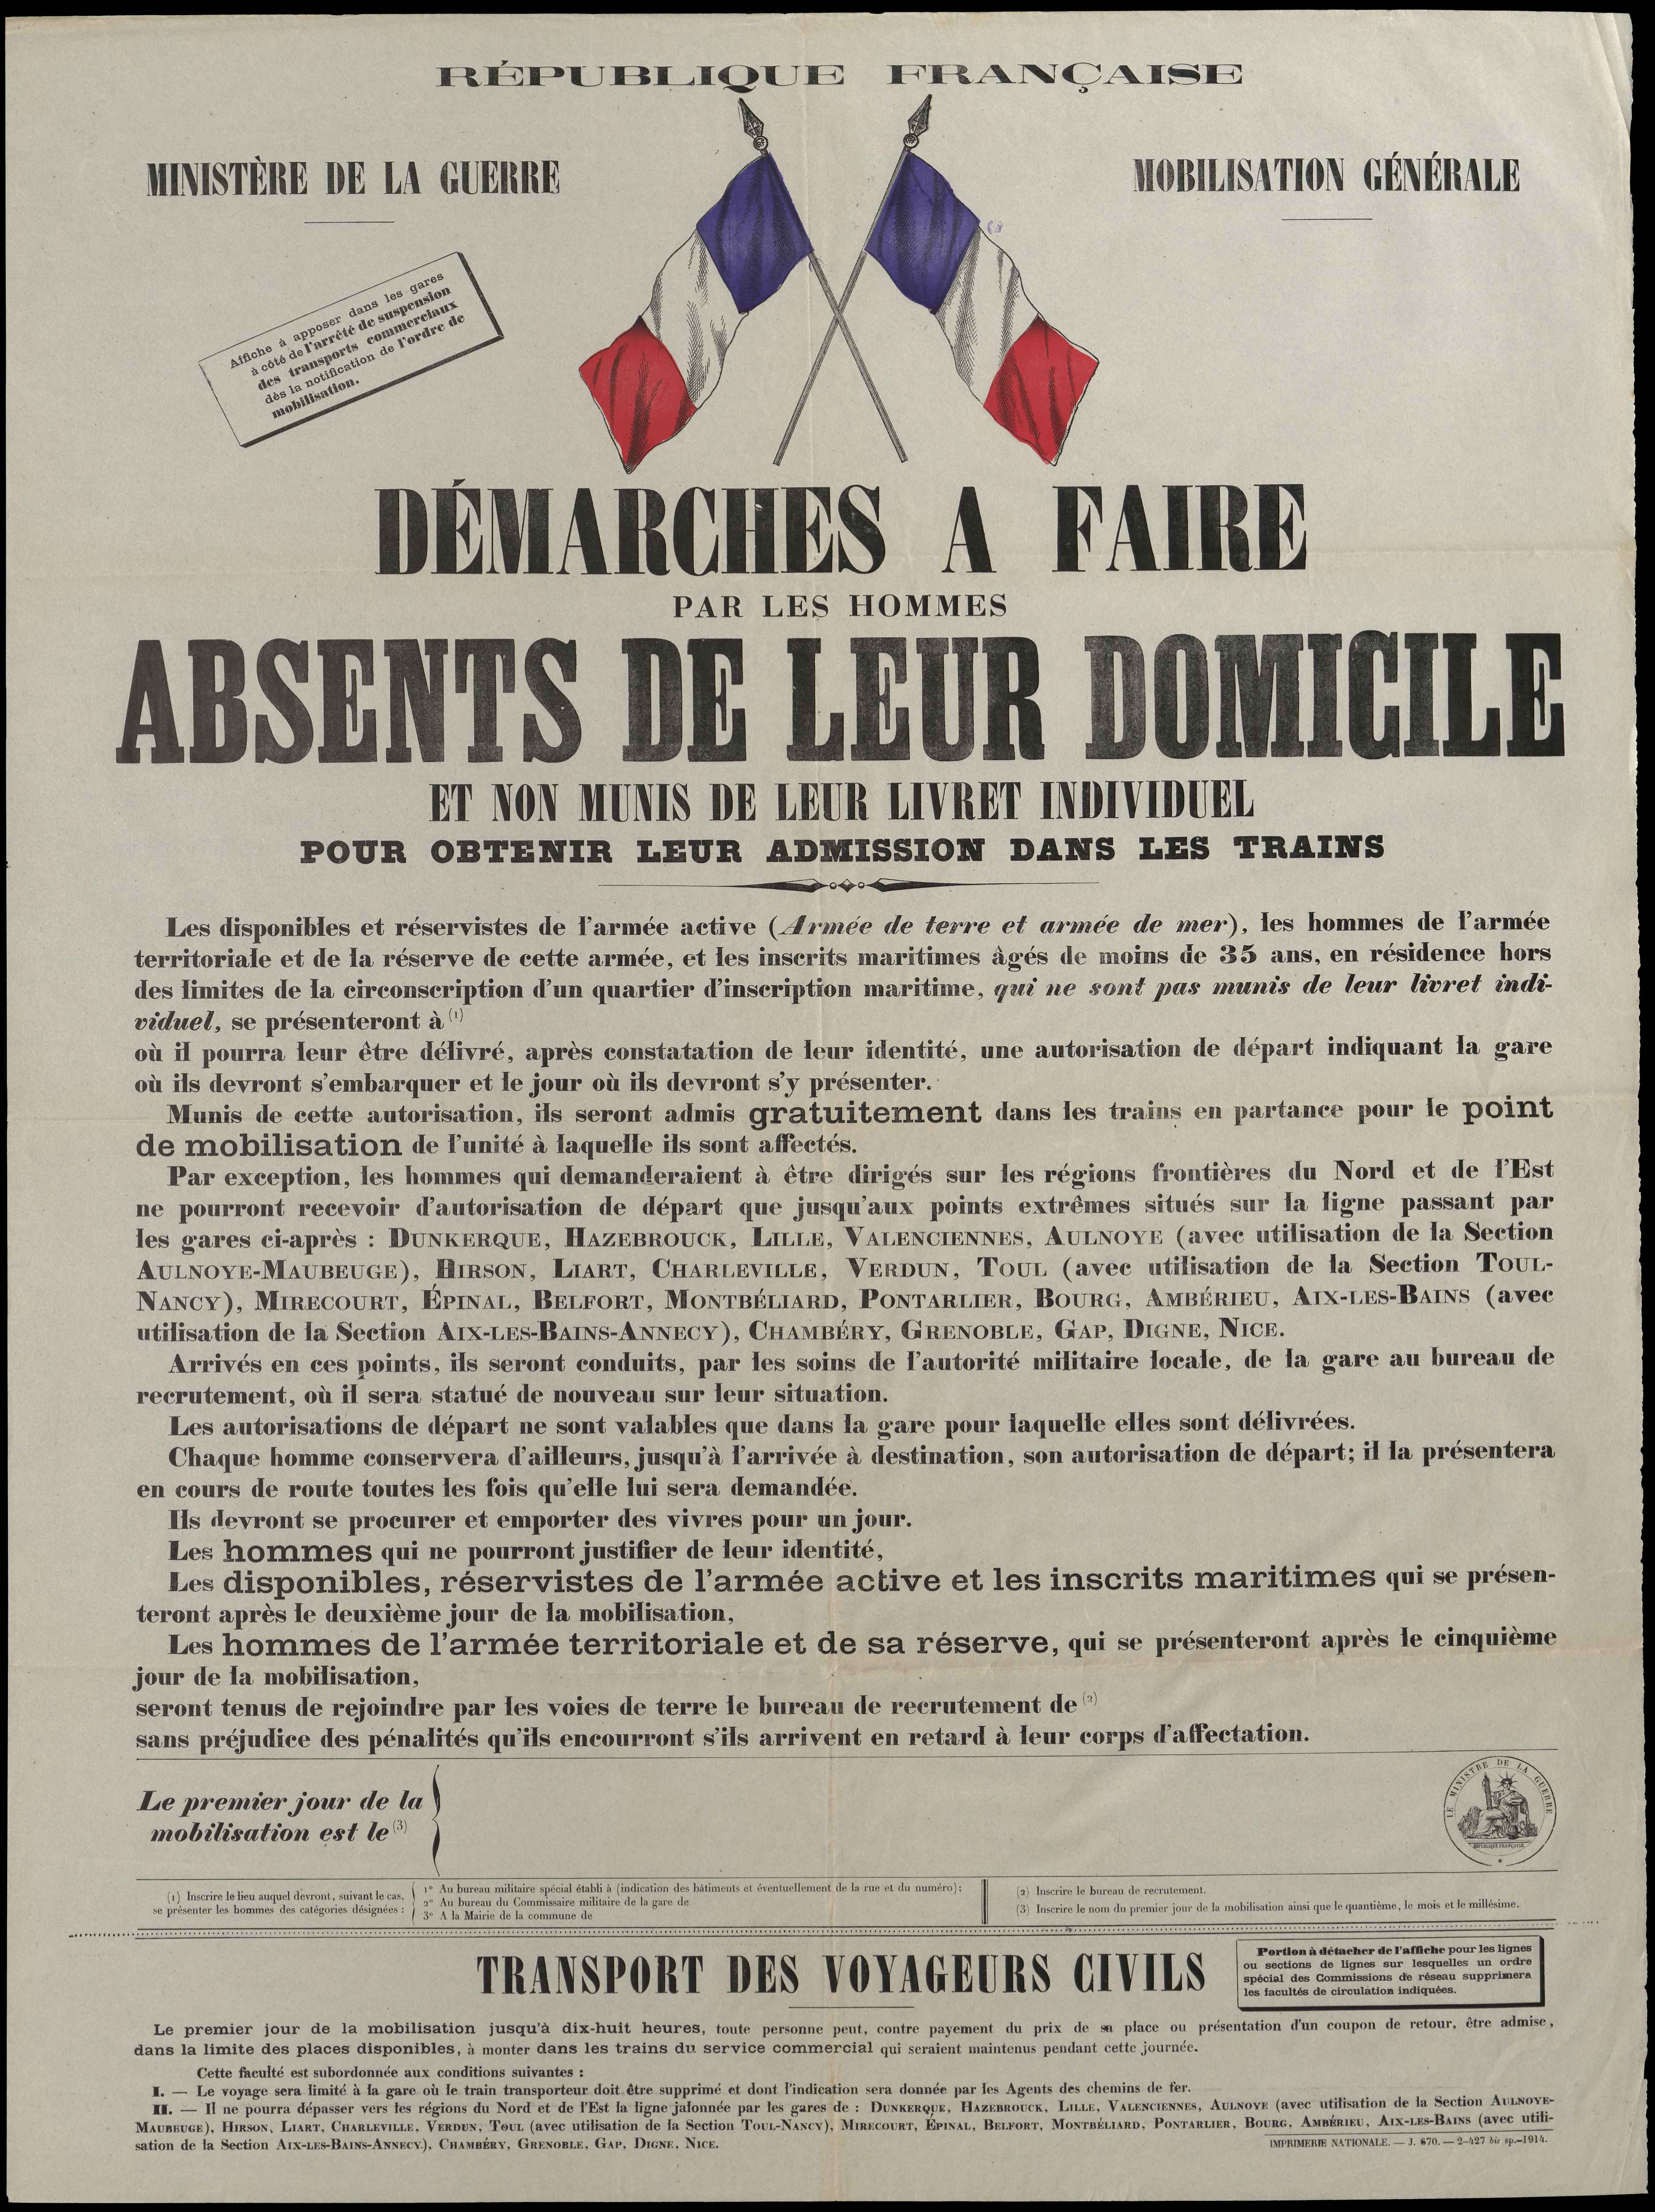 RÉPUBLIQUE FRANÇAISE
MINISTÈRE DE LA GUERRE
MOBILISATION GÉNÉRALE
Affiche à apposer dans les gares
à côté de l'arrêté de suspension
des transports commerciaux
dès la notification de l'ordre de
mobilisation.
DÉMARCHES A FAIRE
PAR LES HOMMES
ABSENTS DE LEUR DOMICILE
ET NON MUNIS DE LEUR LIVRET INDIVIDUEL
POUR OBTENIR LEUR ADMISSION DANS LES TRAINS
Les disponibles et réservistes de l'armée active (Armée de terre et armée de mer), les hommes de l'armée
territoriale et de la réserve de cette armée, et les inscrits maritimes âgés de moins de 35 ans, en résidence hors
des limites de la circonscription d'un quartier d'inscription maritime, qui ne sont pas munis de leur livret indi-
viduel, se présenteront à (1)
où il pourra leur être délivré, après constatation de leur identité, une autorisation de départ indiquant la gare
où ils devront s'embarquer et le jour où ils devront s'y présenter.
Munis de cette autorisation, ils seront admis gratuitement dans les trains en partance pour le point
de mobilisation de l'unité à laquelle ils sont affectés.
Par exception, les hommes qui demanderaient à être dirigés sur les régions frontières du Nord et de l'Est
ne pourront recevoir d'autorisation de départ que jusqu'aux points extrêmes situés sur la ligne passant par
les gares ci-après : DUNKERQUE, HAZEBROUCK, LILLE, VALENCIENNES, AULNOYE (avec utilisation de la Section
AULNOYE-MAUBEUGE), HIRSON, LIART, CHARLEVILLE, VERDUN, TOUL (avec utilisation de la Section TOUL-
NANCY), MIRECOURT, ÉPINAL, BELFORT, MONTBÉLIARD, PONTARLIER, BOURG, AMBÉRIEU, AIX-LES-BAINS (avec
utilisation de la Section AIX-LES-BAINS-ANNECY), CHAMBÉRY, GRENOBLE, GAP, DIGNE, NICE.
Arrivés en ces points, ils seront conduits, par les soins de l'autorité militaire locale, de la gare au bureau de
recrutement, où il sera statué de nouveau sur leur situation.
Les autorisations de départ ne sont valables que dans la gare pour laquelle elles sont délivrées.
Chaque homme conservera d'ailleurs, jusqu'à l'arrivée à destination, son autorisation de départ; il la présentera
en cours de route toutes les fois qu'elle lui sera demandée.
Ils devront se procurer et emporter des vivres pour un jour.
Les hommes qui ne pourront justifier de leur identité,
Les disponibles, réservistes de l'armée active et les inscrits maritimes qui se présen-
teront après le deuxième jour de la mobilisation,
Les hommes de l'armée territoriale et de sa réserve, qui se présenteront après le cinquième
jour de la mobilisation,
seront tenus de rejoindre par les voies de terre le bureau de recrutement de (2)
sans préjudice des pénalités qu'ils encourront s'ils arrivent en retard à leur corps d'affectation.
Le premier jour de la
mobilisation est le (3)
LE MINISTRE DE LA GUERRE
RÉPUBLIQUE FRANÇAISE
(1) Inscrire le lieu auquel devront, suivant le cas,
se présenter les hommes des catégories désignées :
1° Au bureau militaire spécial établi à (indication des bâtiments et éventuellement de la rue et du numéro);
2° Au bureau du Commissaire militaire de la gare de
3° A la Mairie de la commune de
(2) Inscrire le bureau de recrutement.
(3) Inscrire le nom du premier jour de la mobilisation ainsi que le quantième, le mois et le millésime.
TRANSPORT DES VOYAGEURS CIVILS
Portion à détacher de l'affiche pour les lignes
ou sections de lignes sur lesquelles un ordre
spécial des Commissions de réseau supprimera
les facultés de circulation indiquées.
Le premier jour de la mobilisation jusqu'à dix-huit heures, toute personne peut, contre payement du prix de sa place ou présentation d'un coupon de retour, être admise,
dans la limite des places disponibles, à monter dans les trains du service commercial qui seraient maintenus pendant cette journée.
Cette faculté est subordonnée aux conditions suivantes :
I. — Le voyage sera limité à la gare où le train transporteur doit être supprimé et dont l'indication sera donnée par les Agents des chemins de fer.
II. — Il ne pourra dépasser vers les régions du Nord et de l'Est la ligne jalonnée par les gares de : DUNKERQUE, HAZEBROUCK, LILLE, VALENCIENNES, AULNOYE (avec utilisation de la Section AULNOYE-
MAUBEUGE), HIRSON, LIART, CHARLEVILLE, VERDUN, TOUL (avec utilisation de la Section TOUL-NANCY), MIRECOURT, ÉPINAL, BELFORT, MONTBÉLIARD, PONTARLIER, BOURG, AMBÉRIEU, AIX-LES-BAINS (avec utili-
sation de la Section AIX-LES-BAINS-ANNECY), CHAMBÉRY, GRENOBLE, GAP, DIGNE, NICE.
IMPRIMERIE NATIONALE. — J. 670. — 2-427 bis sp.-1914.